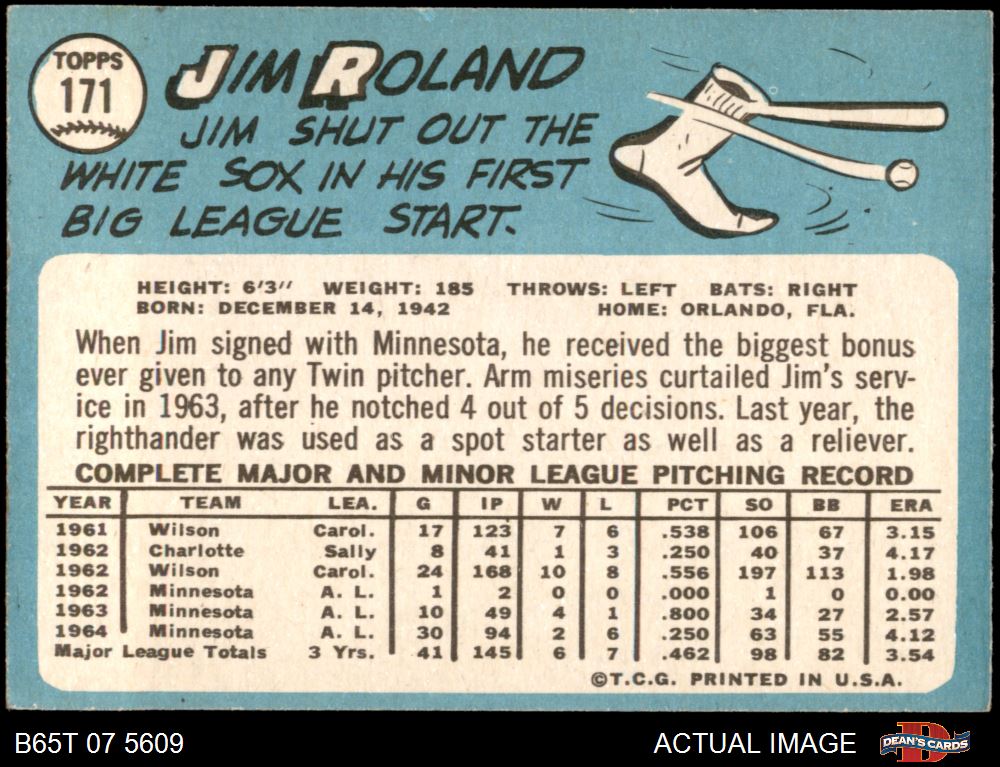 TOPPS
171
JIM ROLAND
JIM SHUT OUT THE
WHITE SOX IN HIS FIRST
BIG LEAGUE START.
HEIGHT: 6'3" WEIGHT: 185 THROWS: LEFT BATS: RIGHT
BORN: DECEMBER 14, 1942 HOME: ORLANDO, FLA.
When Jim signed with Minnesota, he received the biggest bonus
ever given to any Twin pitcher. Arm miseries curtailed Jim's serv-
ice in 1963, after he notched 4 out of 5 decisions. Last year, the
righthander was used as a spot starter as well as a reliever.
COMPLETE MAJOR AND MINOR LEAGUE PITCHING RECORD
YEAR TEAM LEA. G IP W L PCT SO BB ERA
1961 Wilson Carol. 17 123 7 6 .538 106 67 3.15
1962 Charlotte Sally 8 41 1 3 .250 40 37 4.17
1962 Wilson Carol. 24 168 10 8 .556 197 113 1.98
1962 Minnesota A. L. 1 2 0 0 .000 1 0 0.00
1963 Minnesota A. L. 10 49 4 1 .800 34 27 2.57
1964 Minnesota A. L. 30 94 2 6 .250 63 55 4.12
Major League Totals 3 Yrs. 41 145 6 7 .462 98 82 3.54
©T.C.G. PRINTED IN U.S.A.
B65T 07 5609 ACTUAL IMAGE DEAN'S CARDS